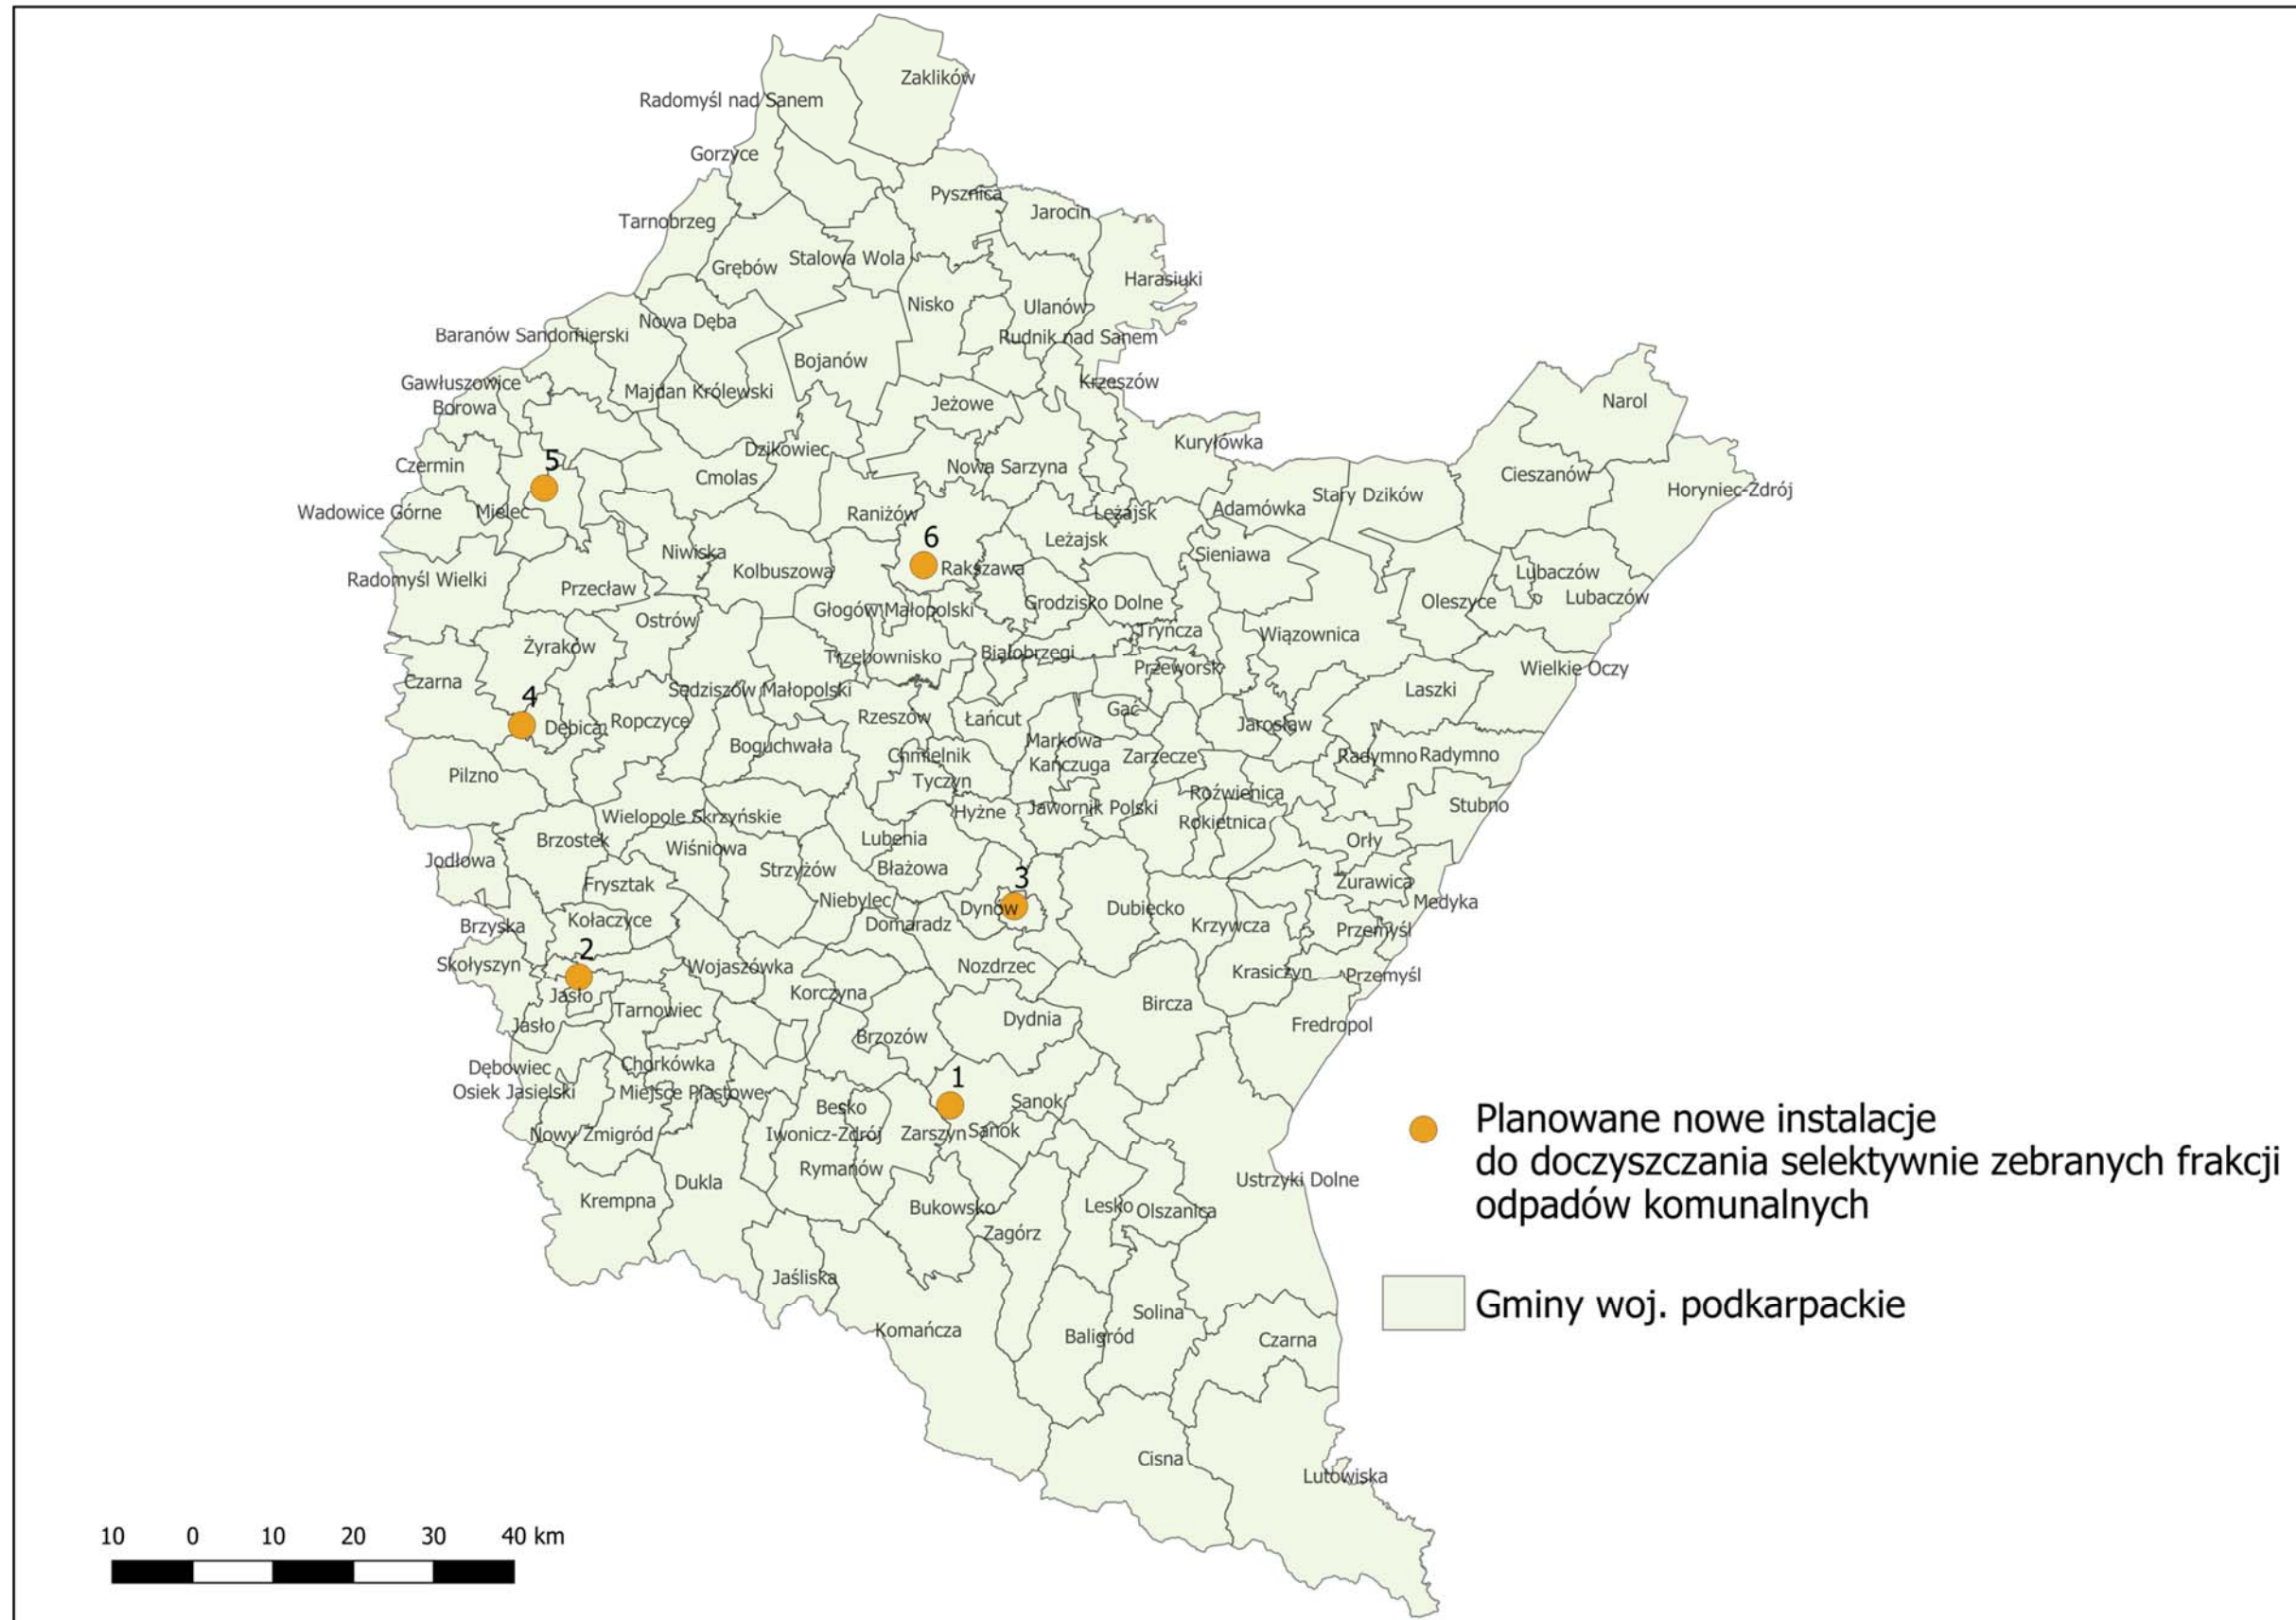 Zaklików
Radomyśl nad Sanem
Gorzyce
Pysznica
Jarocin
Tarnobrzeg
Stalowa Wola
Grębów
Harasiuki
Nisko
Ulanów
Nowa Dęba
Baranów Sandomierski
Rudnik nad Sanem
Bojanów
Gawłuszowice
Krzeszów
Majdan Królewski
Narol
Borowa
Jeżowe
Kuryłówka
Dzikowiec
5
Czermin
Nowa Sarzyna
Cmolas
Cieszanów
Horyniec-Zdrój
Stary Dzików
Wadowice Górne
Mielec
Raniżów
Leżajsk
Adamówka
6
Leżajsk
Niwiska
Sieniawa
Kolbuszowa
Rakszawa
Lubaczów
Radomyśl Wielki
Przecław
Lubaczów
Głogów Małopolski
Grodzisko Dolne
Oleszyce
Ostrów
Tryńcza
Wiązownica
Żyraków
Trzebownisko
Białobrzegi
Przeworsk
Wielkie Oczy
Czarna
4
Sędziszów Małopolski
Laszki
Dębica
Ropczyce
Rzeszów
Łańcut
Gać
Jarosław
Boguchwała
Markowa
Chmielnik
Kańczuga
Zarzecze
Radymno
Radymno
Pilzno
Tyczyn
Roźwienica
Wielopole Skrzyńskie
Hyżne
Jawornik Polski
Stubno
Rokietnica
Brzostek
Lubenia
Orły
Wiśniowa
Jodłowa
Strzyżów
Błażowa
3
Frysztak
Żurawica
Niebylec
Dynów
Dubiecko
Medyka
Kołaczyce
Brzyska
Domaradz
Krzywcza
Przemyśl
2
Skołyszyn
Wojaszówka
Nozdrzec
Krasiczyn
Przemyśl
Jasło
Korczyna
Bircza
Tarnowiec
Dydnia
Jasło
Brzozów
Fredropol
Dębowiec
Chorkówka
1
Osiek Jasielski
Miejsce Piastowe
Besko
Sanok
Nowy Żmigród
Iwonicz-Zdrój
Zarszyn
Sanok
Rymanów
Dukla
Ustrzyki Dolne
Krempna
Bukowsko
Lesko
Olszanica
Zagórz
Jaśliska
Solina
Komańcza
Baligród
Czarna
Cisna
Lutowiska
Planowane nowe instalacje
do doczyszczania selektywnie zebranych frakcji
odpadów komunalnych
Gminy woj. podkarpackie
10 0 10 20 30 40 km